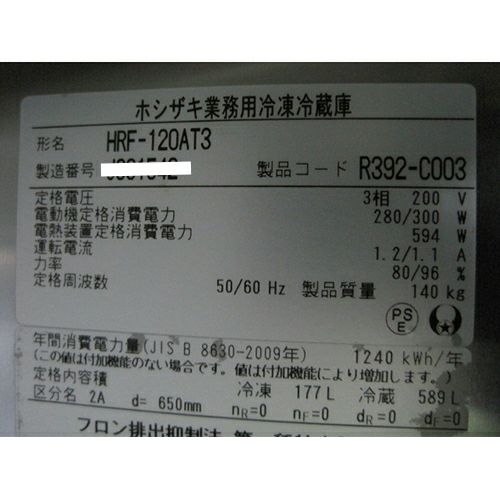 ホシザキ業務用冷凍冷蔵庫
形名 HRF-120AT3
製造番号 製品コード R392-C003
定格電圧 3相 200 V
電動機定格消費電力 280/300 W
電熱装置定格消費電力 594 W
運転電流 1.2/1.1 A
力率 80/96 %
定格周波数 50/60 Hz 製品質量 140 kg
PS
E
年間消費電力量(JIS B 8630-2009年) 1240 kWh/年
(この値は付加機能のない場合です。付加機能により増加します。)
定格内容積 冷凍 177L 冷蔵 589L
区分名 2A d= 650mm nR=0 nF=0 dR=0 dF=0
フロン排出抑制法